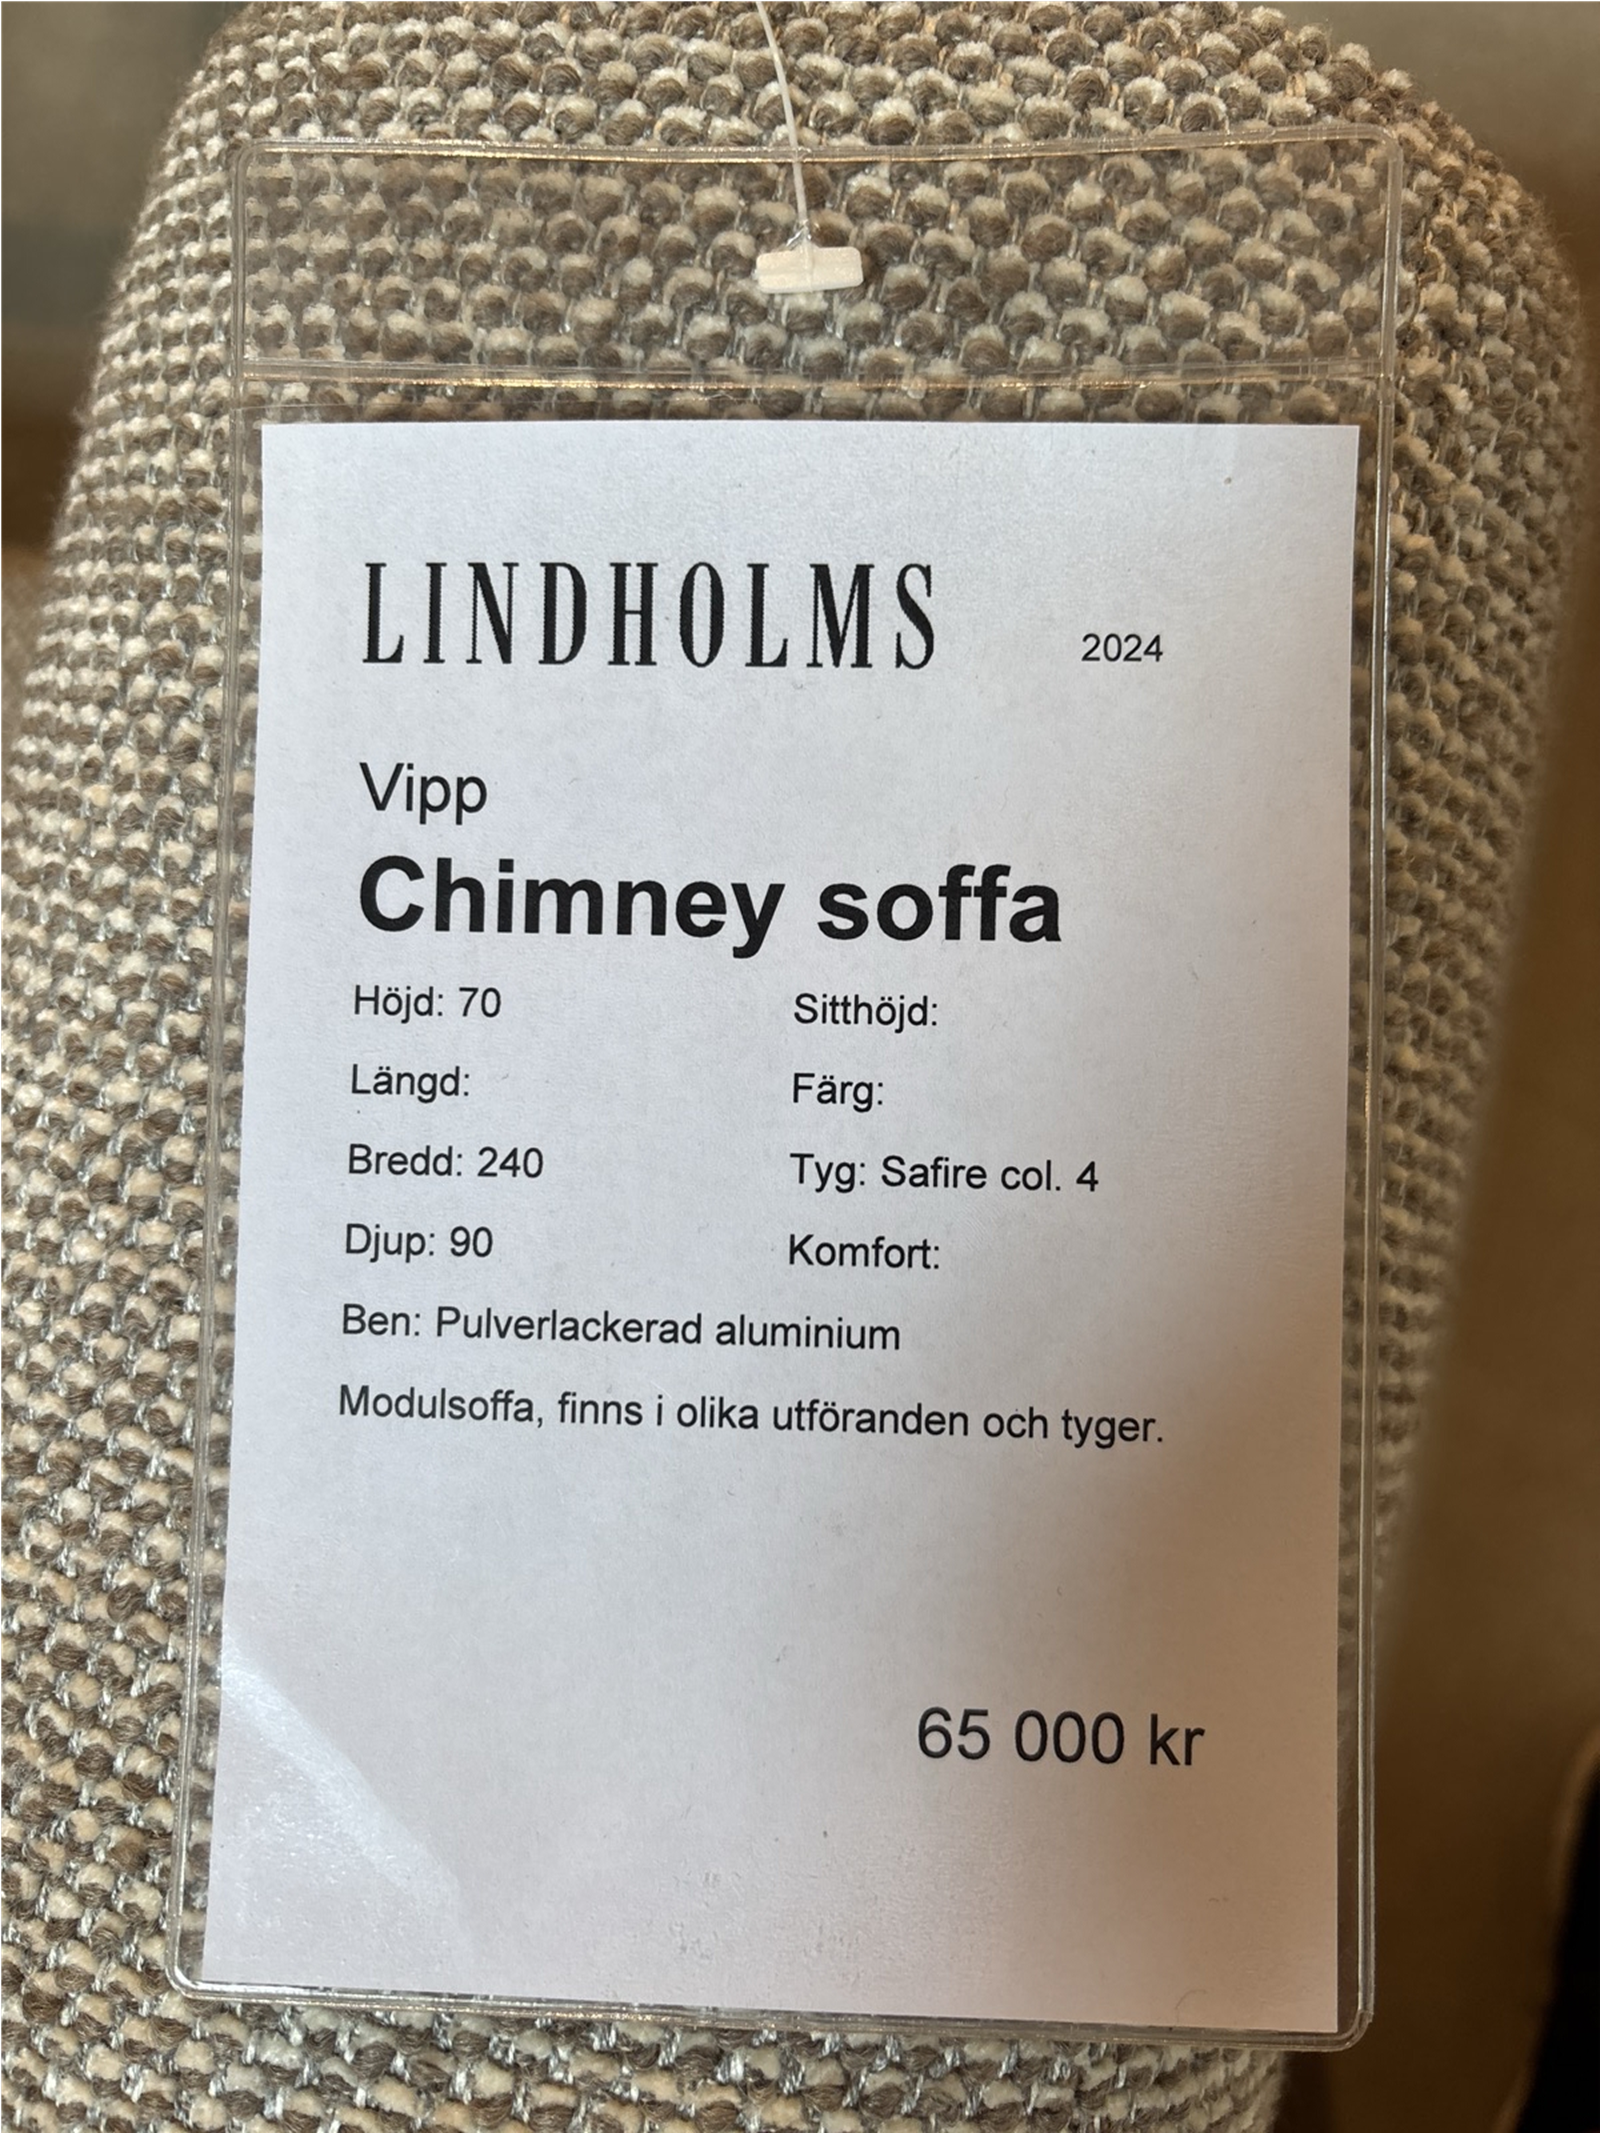 LINDHOLMS 2024
Vipp
Chimney soffa
Höjd: 70 Sitthöjd:
Längd: Färg:
Bredd: 240 Tyg: Safire col. 4
Djup: 90 Komfort:
Ben: Pulverlackerad aluminium
Modulsoffa, finns i olika utföranden och tyger.
65 000 kr